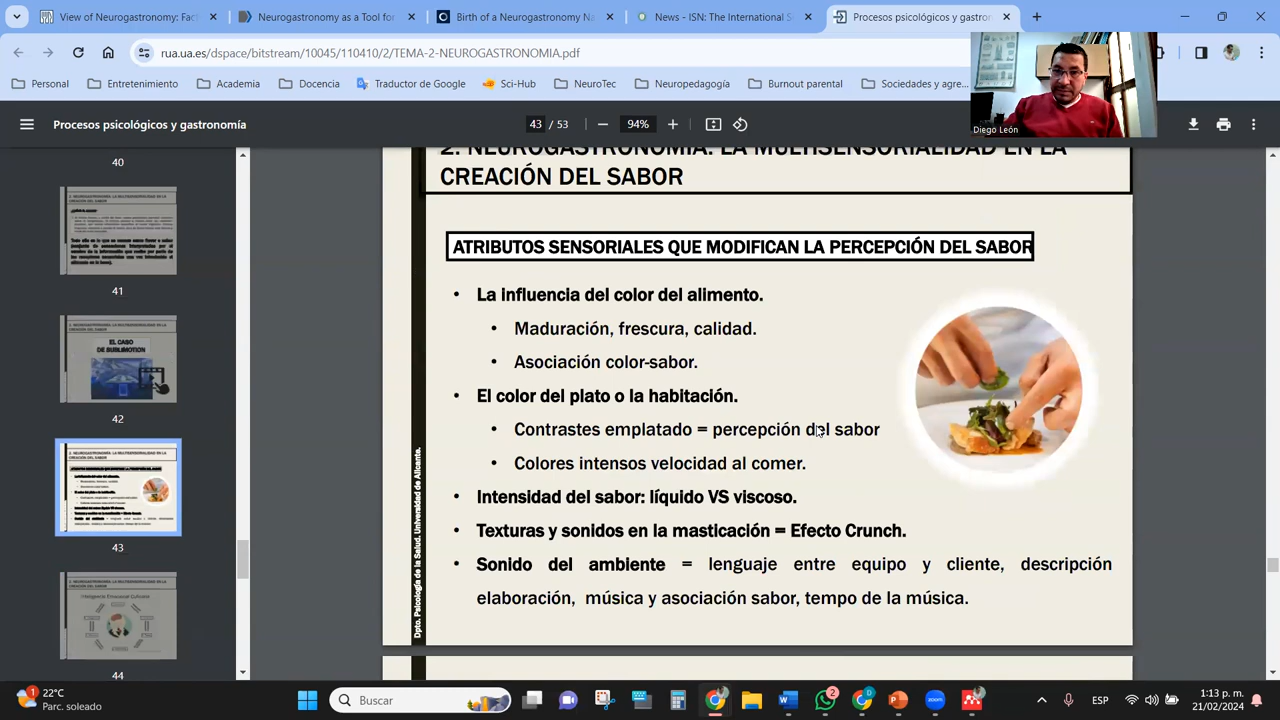 Neurogastronomy: Fact
Neurogastronomy as a Tool for
Birth of a Neurogastronomy Na
News - ISN: The International S
Procesos psicológicos y gastron
rua.ua.es/dspace/bitstream/10045/110410/2/TEMA-2-NEUROGASTRONOMIA.pdf
Personal
Entretenimiento
Academia
Google
Sci-Hub
NeuroTec
Neuropedagogía
Burnout parental
Sociedades y agre...
Diego León
Procesos psicológicos y gastronomía
43 / 53
94%
40
41
EL CASO
DE SUBLIMOTION
42
43
44
2. NEUROGASTRONOMÍA: LA MULTISENSORIALIDAD EN LA
CREACIÓN DEL SABOR
ATRIBUTOS SENSORIALES QUE MODIFICAN LA PERCEPCIÓN DEL SABOR
• La influencia del color del alimento.
• Maduración, frescura, calidad.
• Asociación color-sabor.
• El color del plato o la habitación.
• Contrastes emplatado = percepción del sabor
• Colores intensos velocidad al comer.
• Intensidad del sabor: líquido VS viscoso.
• Texturas y sonidos en la masticación = Efecto Crunch.
• Sonido del ambiente = lenguaje entre equipo y cliente, descripción
elaboración, música y asociación sabor, tempo de la música.
Dpto. Psicología de la Salud. Universidad de Alicante.
1
22°C
Parc. soleado
Buscar
2
ESP
1:13 p. m.
21/02/2024